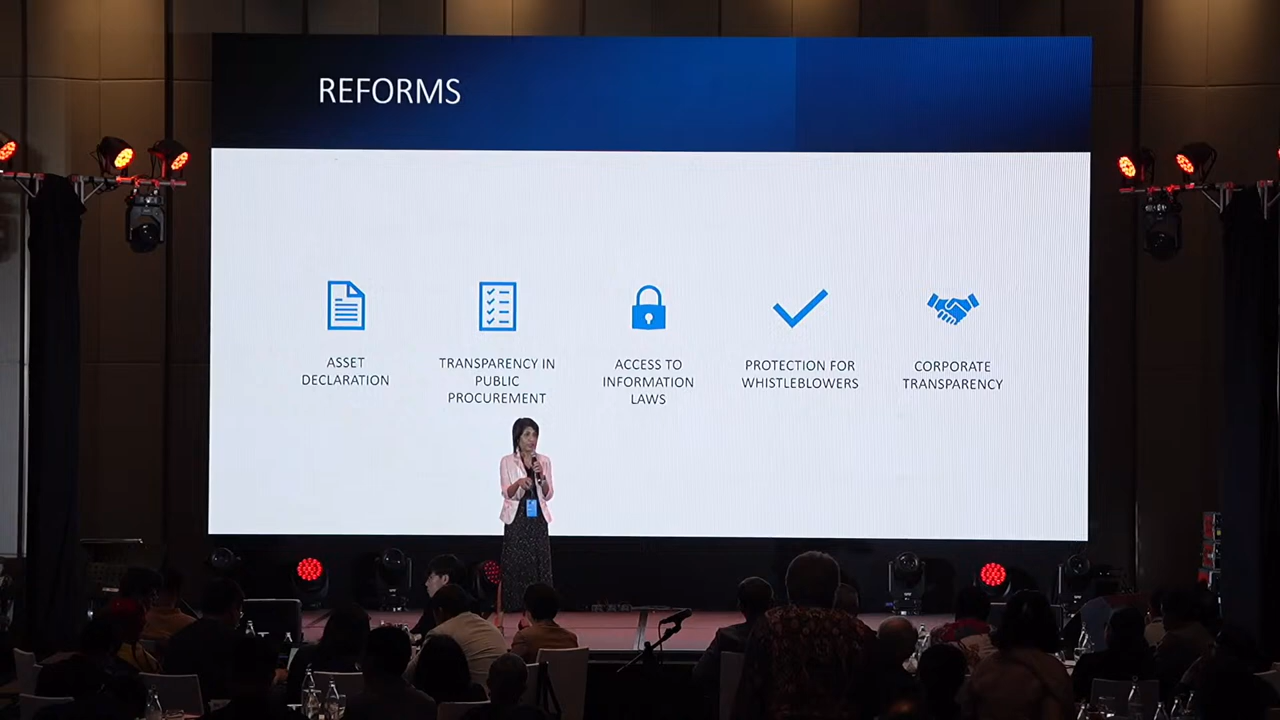 REFORMS
ASSET
DECLARATION
TRANSPARENCY IN
PUBLIC
PROCUREMENT
ACCESS TO
INFORMATION
LAWS
PROTECTION FOR
WHISTLEBLOWERS
CORPORATE
TRANSPARENCY